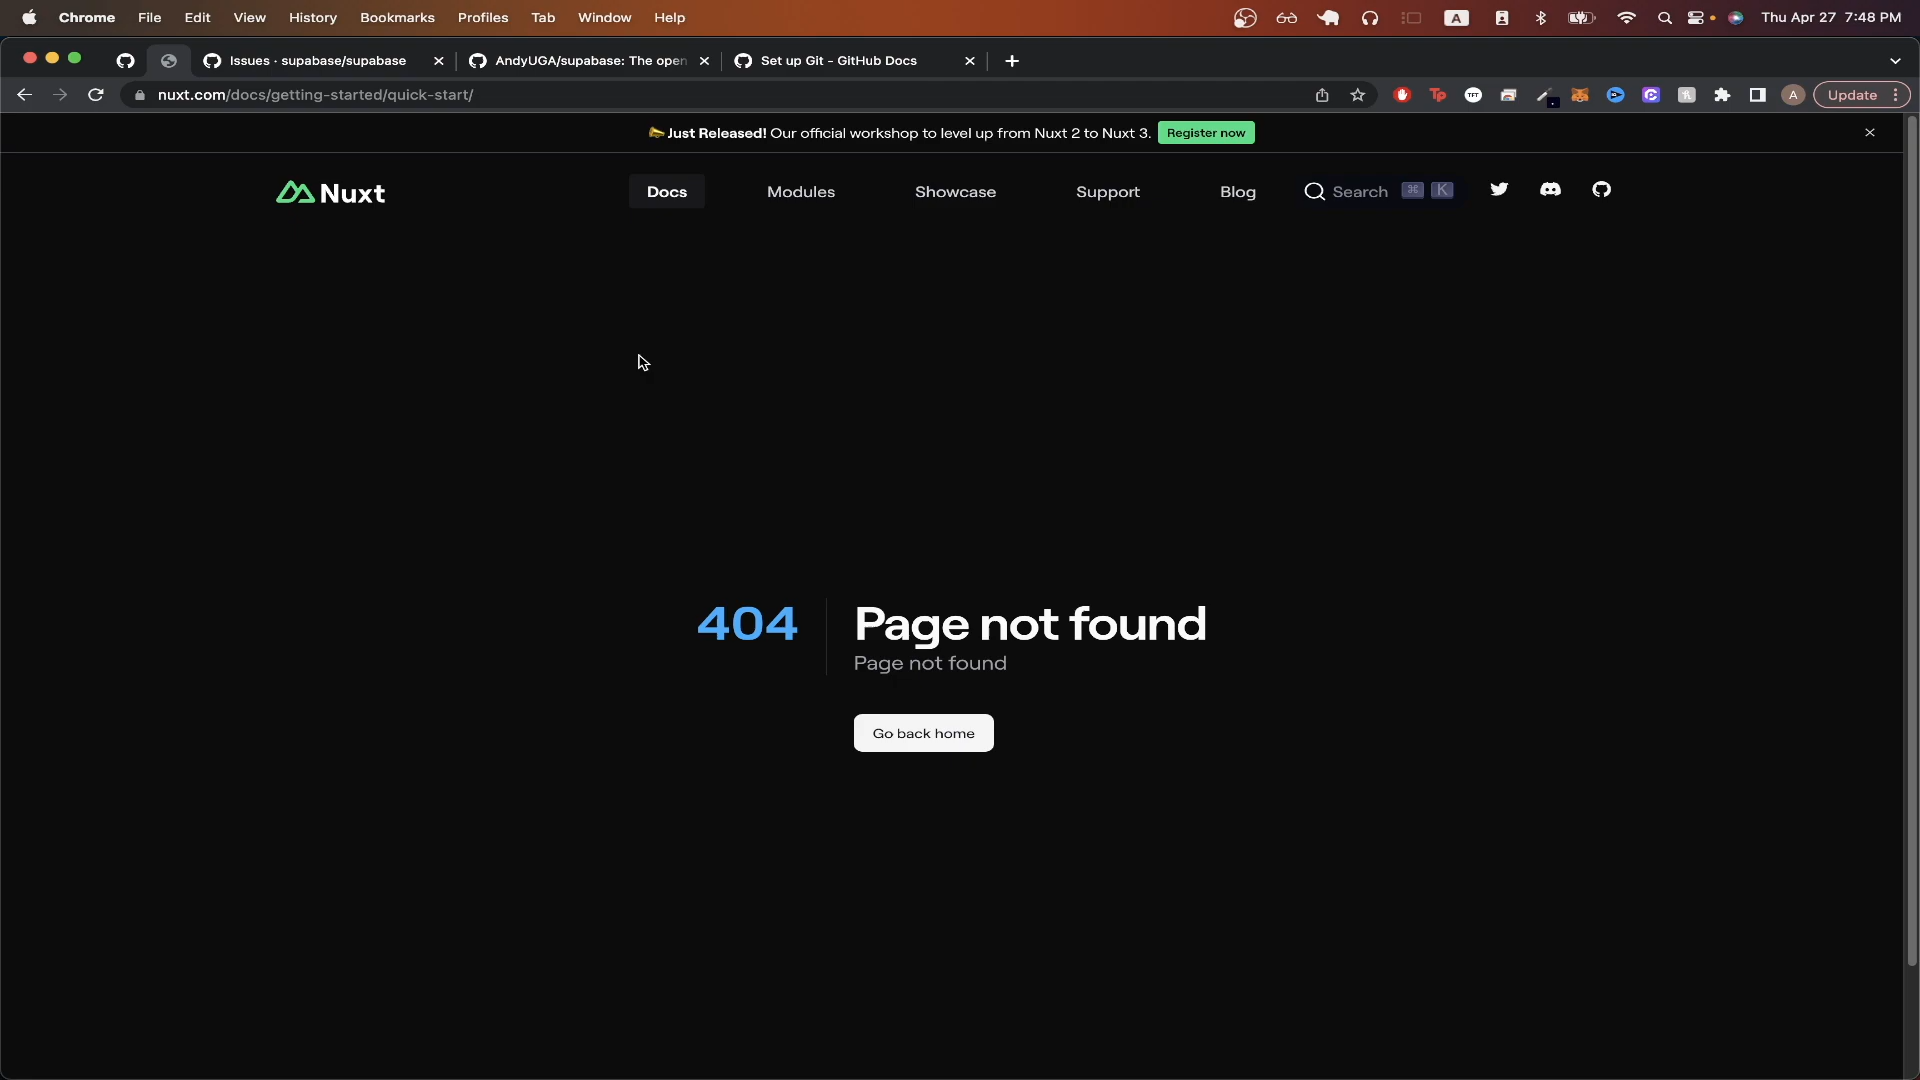 Chrome File Edit View History Bookmarks Profiles Tab Window Help A Thu Apr 27 7:48 PM
Issues · supabase/supabase AndyUGA/supabase: The open Set up Git - GitHub Docs
nuxt.com/docs/getting-started/quick-start/ Tp TFT A Update
Just Released! Our official workshop to level up from Nuxt 2 to Nuxt 3. Register now
Nuxt Docs Modules Showcase Support Blog Search ⌘ K
404 Page not found
Page not found
Go back home